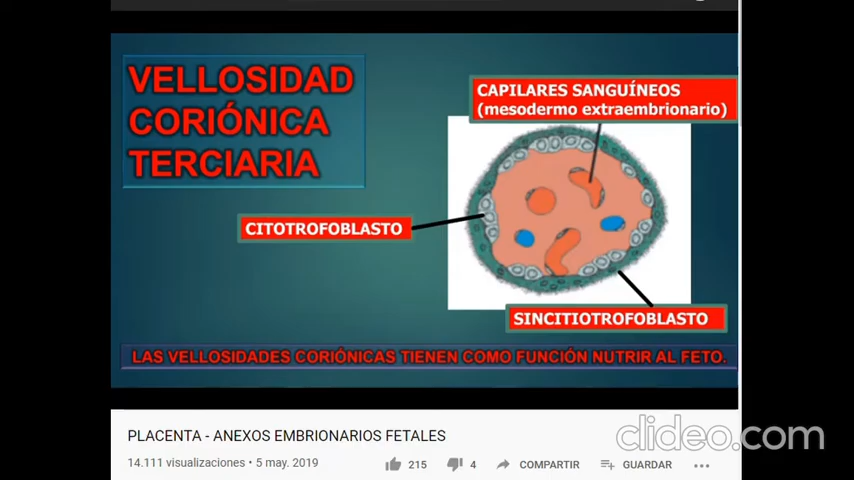 VELLOSIDAD
CORIÓNICA
TERCIARIA
CAPILARES SANGUÍNEOS
(mesodermo extraembrionario)
CITOTROFOBLASTO
SINCITIOTROFOBLASTO
LAS VELLOSIDADES CORIÓNICAS TIENEN COMO FUNCIÓN NUTRIR AL FETO.
PLACENTA - ANEXOS EMBRIONARIOS FETALES
clideo.com
14.111 visualizaciones • 5 may. 2019
215
4
COMPARTIR
GUARDAR